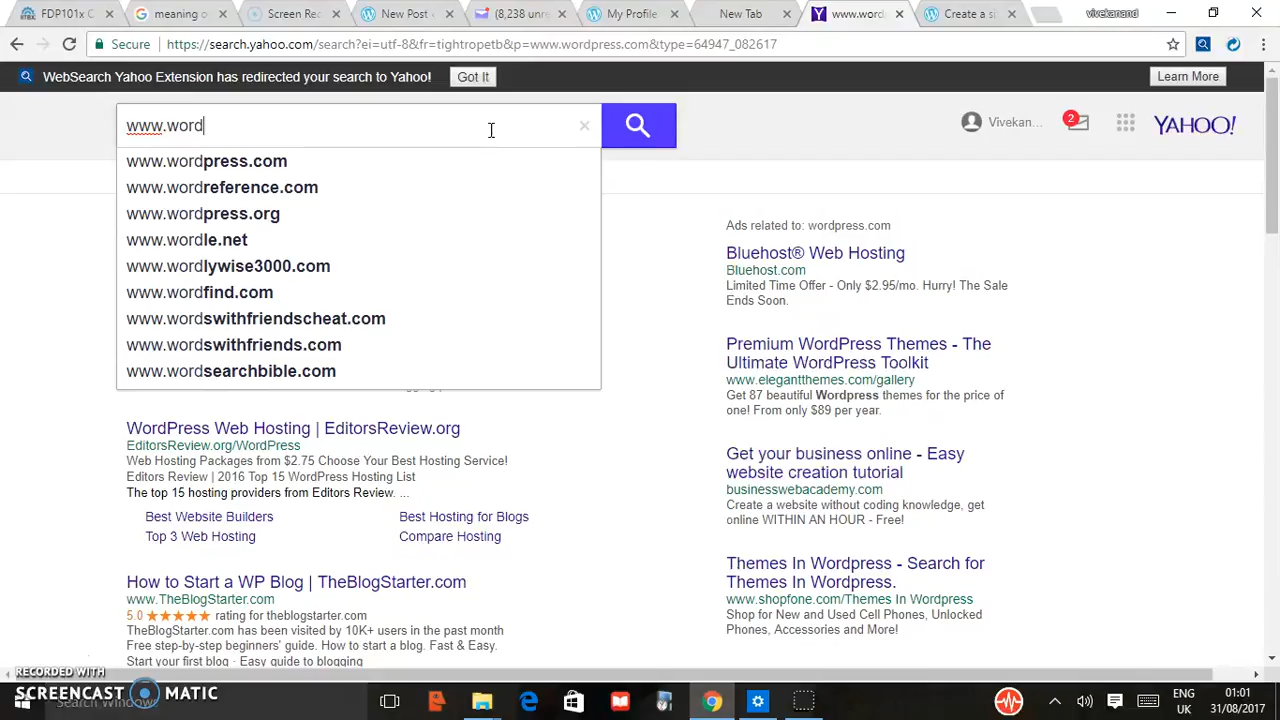 FDP101x C
meaning o
Screen Rec
New Post
(8,238 unr
My Profile
New Tab
www.word
Create a si
vivekanand
Secure
https://search.yahoo.com/search?ei=utf-8&fr=tightropetb&p=www.wordpress.com&type=64947_082617
WebSearch Yahoo Extension has redirected your search to Yahoo!
Got It
Learn More
www.word
Vivekan...
2
YAHOO!
www.wordpress.com
www.wordreference.com
www.wordpress.org
www.wordle.net
www.wordlywise3000.com
www.wordfind.com
www.wordswithfriendscheat.com
www.wordswithfriends.com
www.wordsearchbible.com
WordPress Web Hosting | EditorsReview.org
EditorsReview.org/WordPress
Web Hosting Packages from $2.75 Choose Your Best Hosting Service!
Editors Review | 2016 Top 15 WordPress Hosting List
The top 15 hosting providers from Editors Review. ...
Best Website Builders
Best Hosting for Blogs
Top 3 Web Hosting
Compare Hosting
How to Start a WP Blog | TheBlogStarter.com
www.TheBlogStarter.com
5.0 ★★★★★ rating for theblogstarter.com
TheBlogStarter.com has been visited by 10K+ users in the past month
Free step-by-step beginners' guide. How to start a blog. Fast & Easy.
Start your first blog · Easy guide to blogging
Ads related to: wordpress.com
Bluehost® Web Hosting
Bluehost.com
Limited Time Offer - Only $2.95/mo. Hurry! The Sale
Ends Soon.
Premium WordPress Themes - The
Ultimate WordPress Toolkit
www.elegantthemes.com/gallery
Get 87 beautiful Wordpress themes for the price of
one! From only $89 per year.
Get your business online - Easy
website creation tutorial
businesswebacademy.com
Create a website without coding knowledge, get
online WITHIN AN HOUR - Free!
Themes In Wordpress - Search for
Themes In Wordpress.
www.shopfone.com/Themes In Wordpress
Shop for New and Used Cell Phones, Unlocked
Phones, Accessories and More!
RECORDED WITH
SCREENCAST MATIC
Search Windows
ENG
UK
01:01
31/08/2017